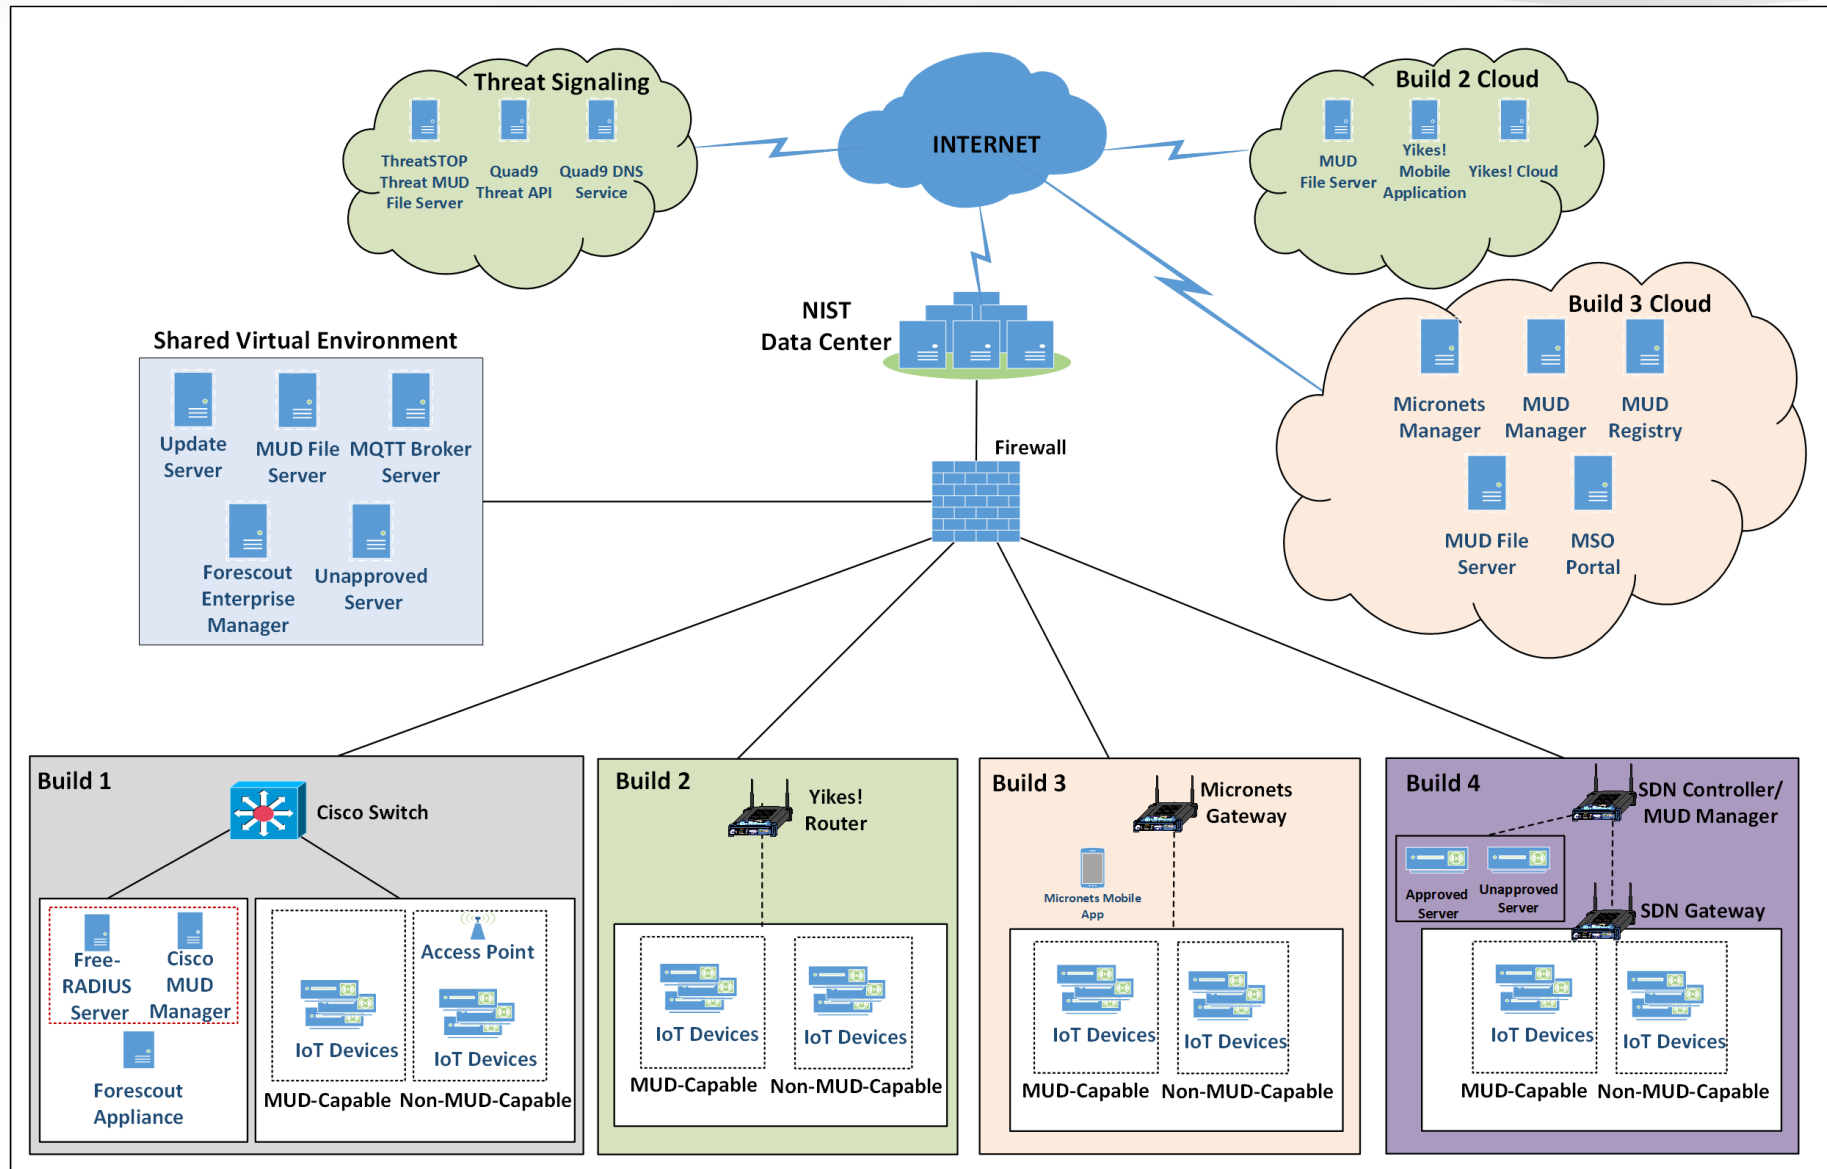 Threat Signaling
ThreatSTOP
Threat MUD
File Server
Quad9
Threat API
Quad9 DNS
Service
INTERNET
Build 2 Cloud
MUD
File Server
Yikes!
Mobile
Application
Yikes! Cloud
NIST
Data Center
Build 3 Cloud
Micronets
Manager
MUD
Manager
MUD
Registry
MUD File
Server
MSO
Portal
Shared Virtual Environment
Update
Server
MUD File
Server
MQTT Broker
Server
Forescout
Enterprise
Manager
Unapproved
Server
Firewall
Build 1
Cisco Switch
Free-
RADIUS
Server
Cisco
MUD
Manager
Forescout
Appliance
IoT Devices
MUD-Capable
Access Point
IoT Devices
Non-MUD-Capable
Build 2
Yikes!
Router
IoT Devices
MUD-Capable
IoT Devices
Non-MUD-Capable
Build 3
Micronets
Gateway
Micronets Mobile
App
IoT Devices
MUD-Capable
IoT Devices
Non-MUD-Capable
Build 4
SDN Controller/
MUD Manager
Approved
Server
Unapproved
Server
SDN Gateway
IoT Devices
MUD-Capable
IoT Devices
Non-MUD-Capable